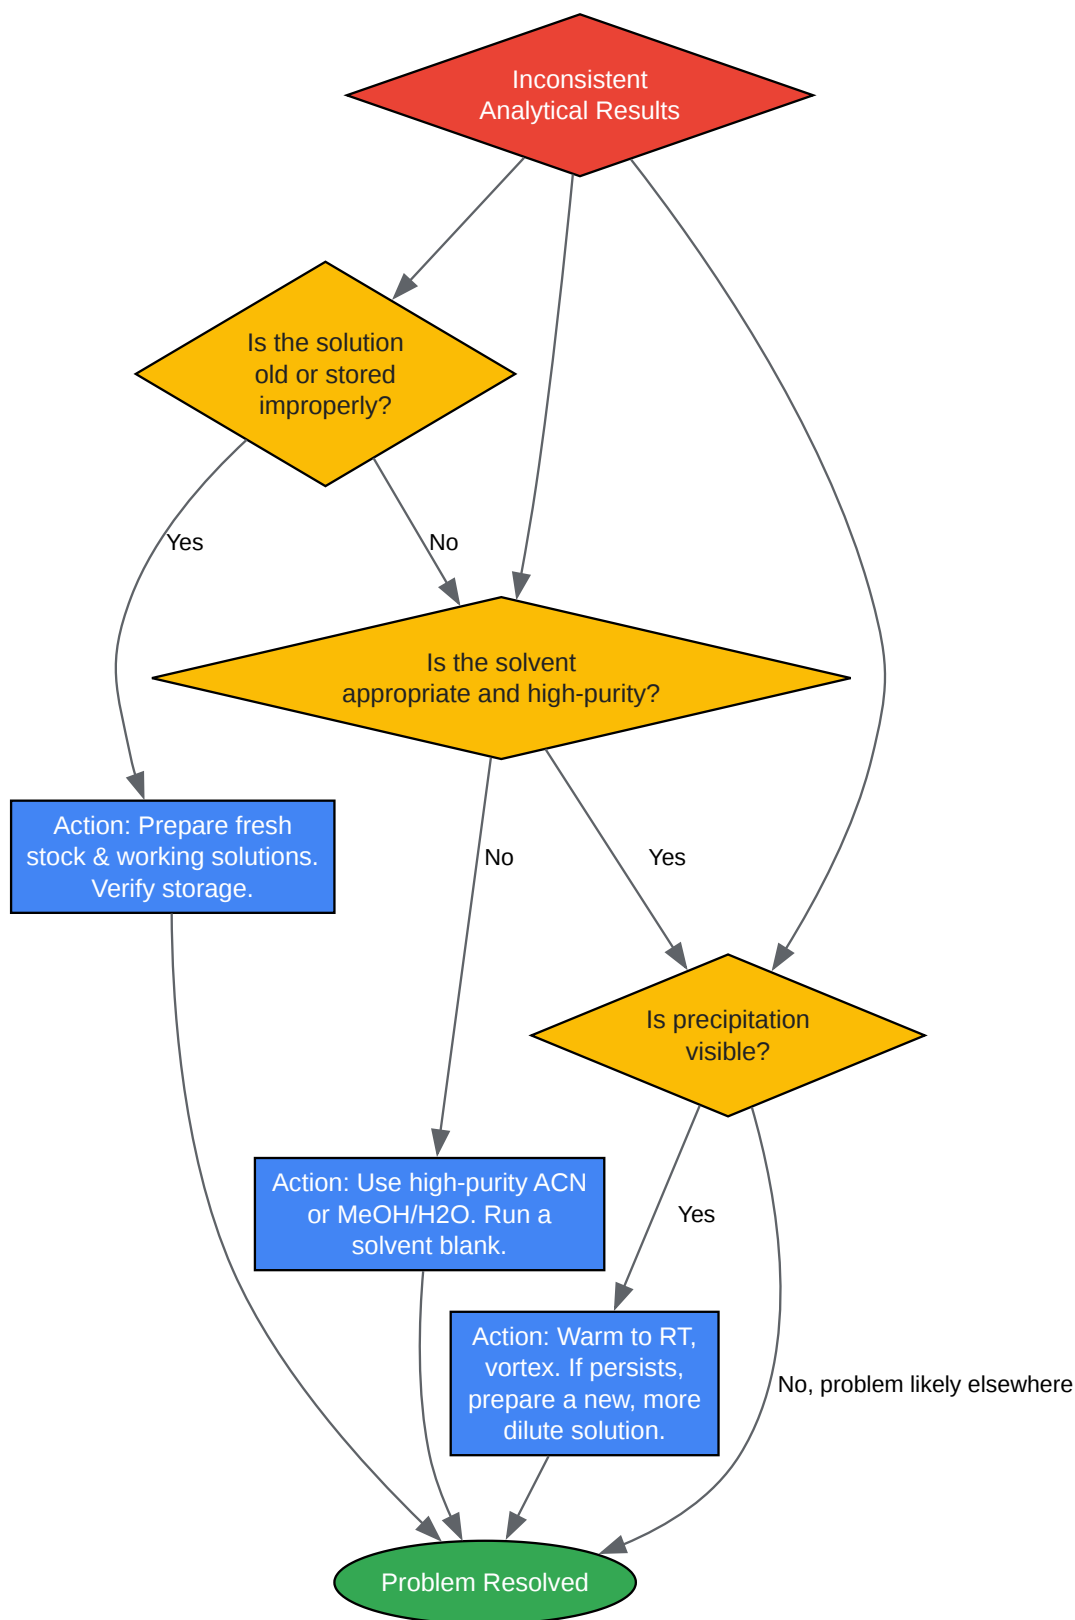 Inconsistent
Analytical Results
Is the solution
old or stored
improperly?
Yes
No
Is the solvent
appropriate and high-purity?
Action: Prepare fresh
stock & working solutions.
Verify storage.
No
Yes
Is precipitation
visible?
Action: Use high-purity ACN
or MeOH/H2O. Run a
solvent blank.
Yes
Action: Warm to RT,
vortex. If persists,
prepare a new, more
dilute solution.
No, problem likely elsewhere
Problem Resolved